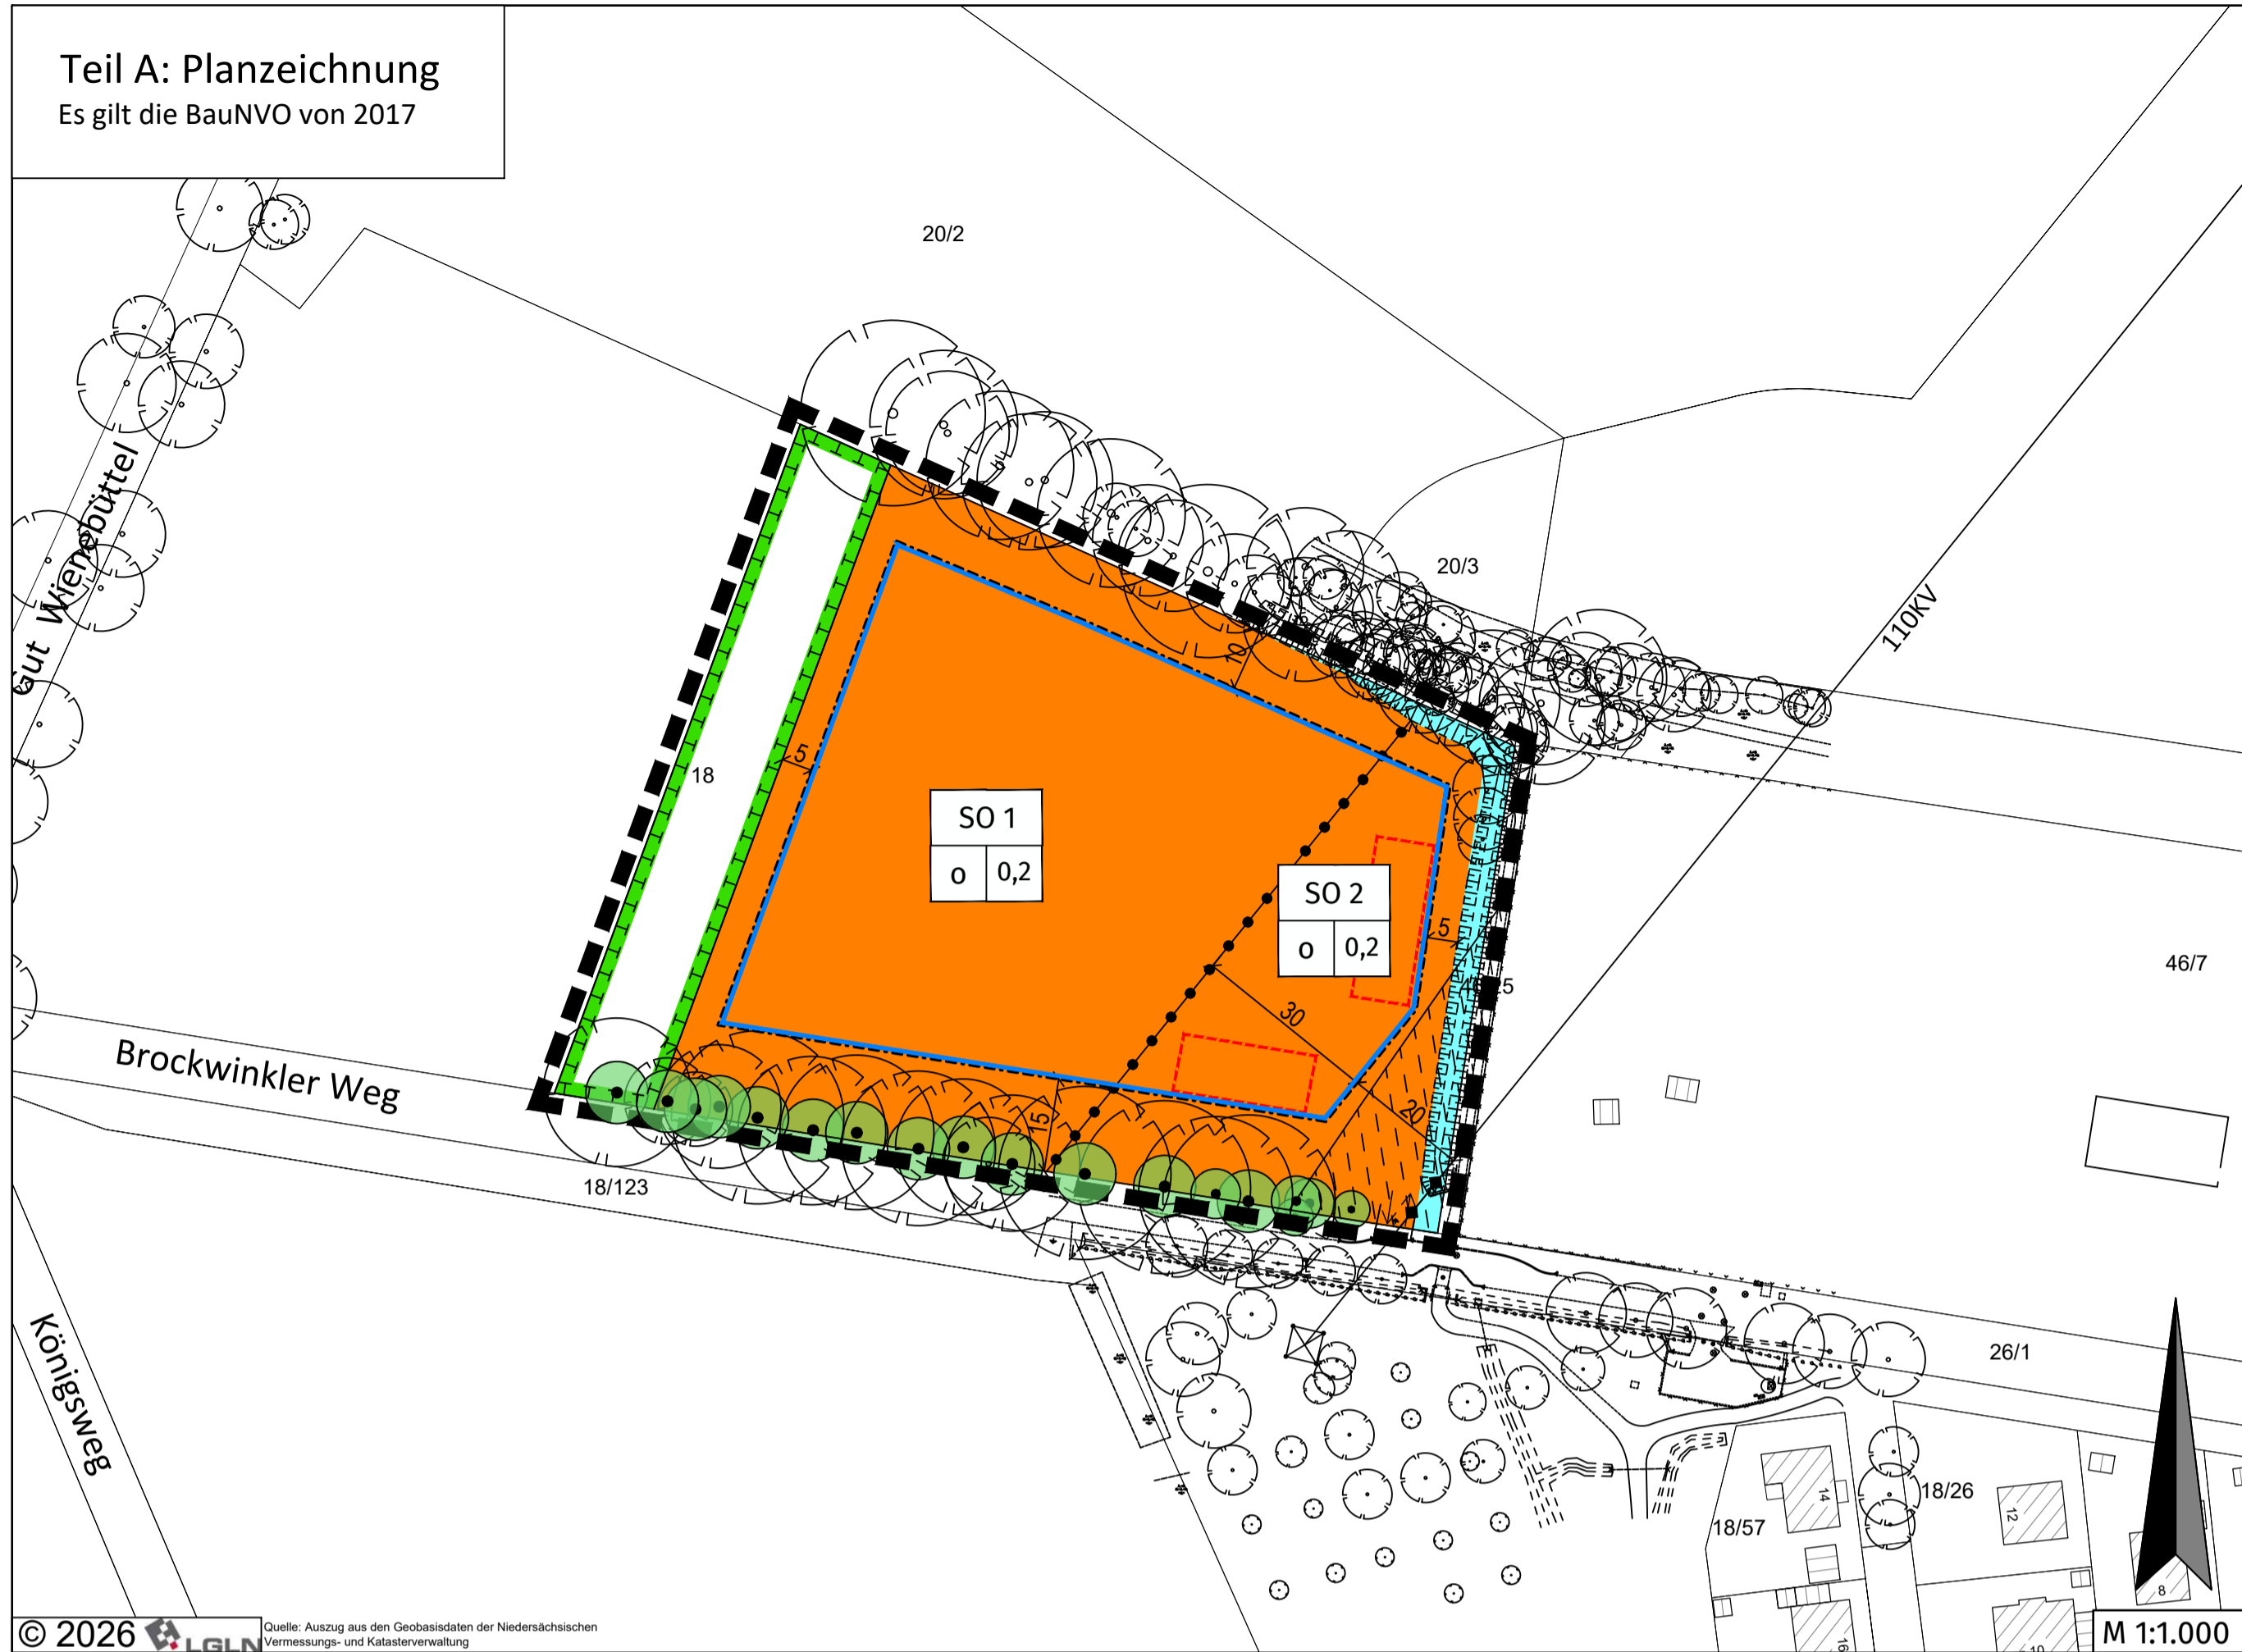 Teil A: Planzeichnung
Es gilt die BauNVO von 2017
20/2
Gut Wienebüttel
20/3
110KV
10
5
18
SO 1
o 0,2
SO 2
o 0,2
5
46/7
30
20
15
Brockwinkler Weg
18/123
Königsweg
26/1
14
18/26
12
18/57
8
16
10
© 2026 LGLN
Quelle: Auszug aus den Geobasisdaten der Niedersächsischen
Vermessungs- und Katasterverwaltung
M 1:1.000